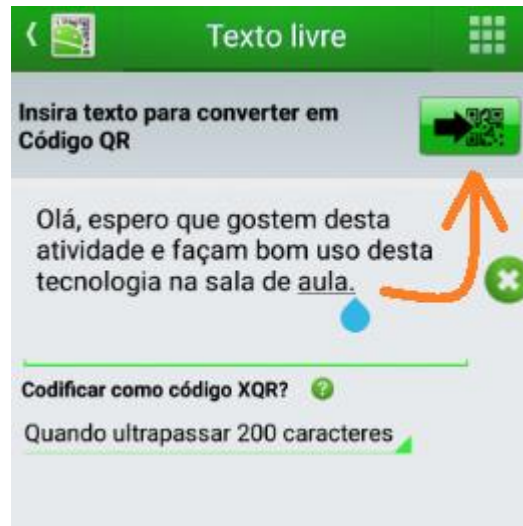 Texto livre
Insira texto para converter em
Código QR
Olá, espero que gostem desta
atividade e façam bom uso desta
tecnologia na sala de aula.
Codificar como código XQR? ?
Quando ultrapassar 200 caracteres